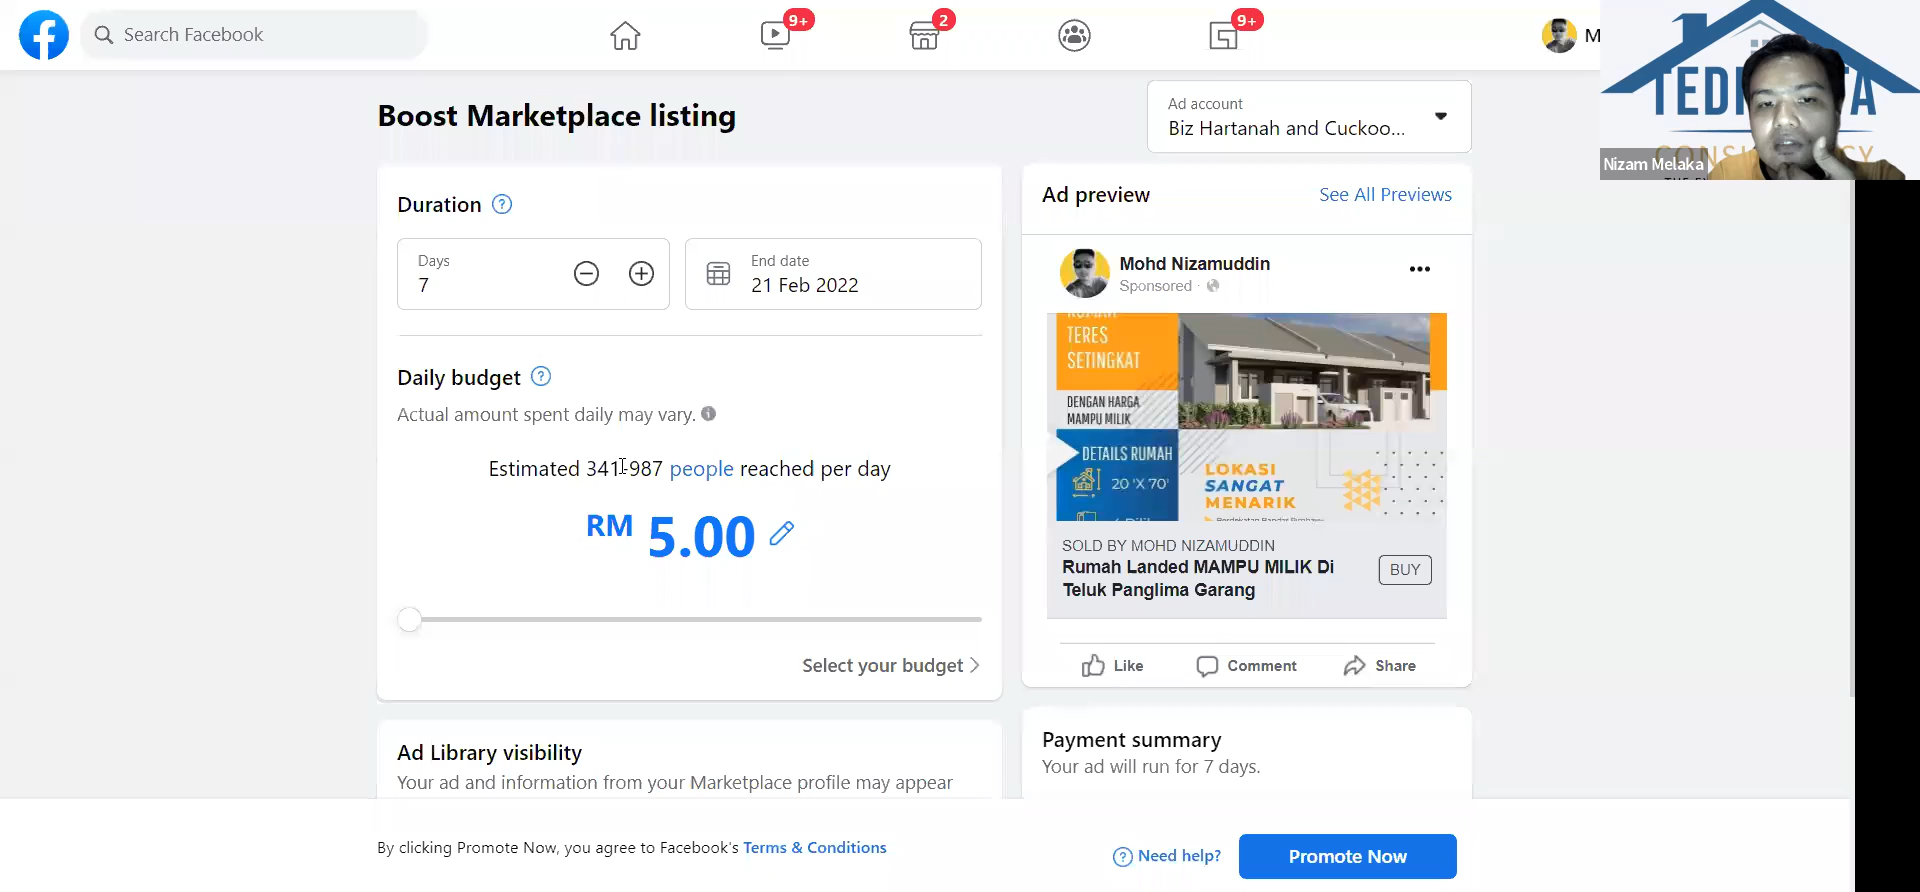 Search Facebook
9+
2
9+
M
Nizam Melaka
Boost Marketplace listing
Ad account
Biz Hartanah and Cuckoo...
Duration
Days
7
End date
21 Feb 2022
Daily budget
Actual amount spent daily may vary.
Estimated 341-987 people reached per day
RM 5.00
Select your budget
Ad Library visibility
Your ad and information from your Marketplace profile may appear
Ad preview
See All Previews
Mohd Nizamuddin
Sponsored ·
RUMAH
TERES
SETINGKAT
DENGAN HARGA
MAMPU MILIK
DETAILS RUMAH
20 'X 70'
LOKASI
SANGAT
MENARIK
SOLD BY MOHD NIZAMUDDIN
Rumah Landed MAMPU MILIK Di
Teluk Panglima Garang
BUY
Like
Comment
Share
Payment summary
Your ad will run for 7 days.
By clicking Promote Now, you agree to Facebook's Terms & Conditions
Need help?
Promote Now